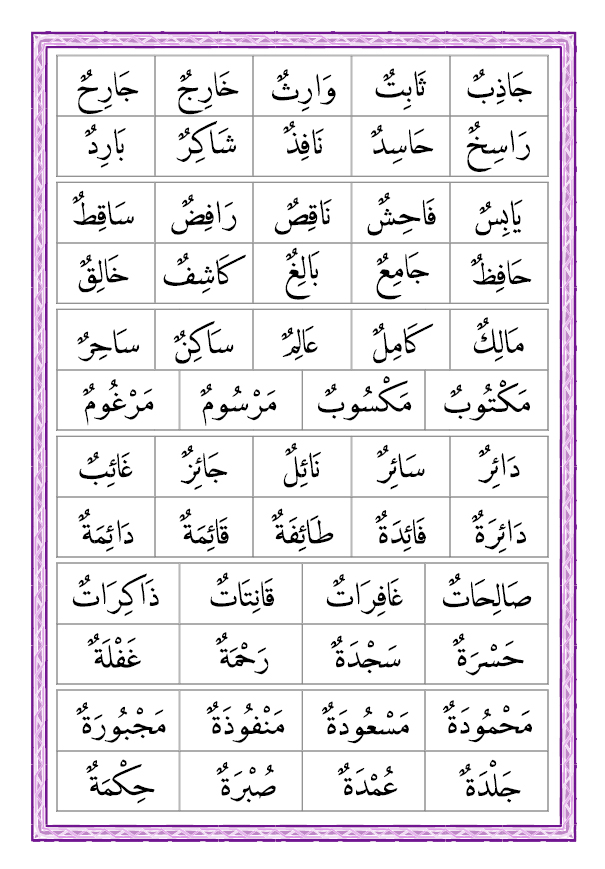 جَاذِبٌ ثَابِتٌ وَارِثٌ خَارِجٌ جَارِحٌ
رَاسِخٌ حَاسِدٌ نَافِذٌ شَاكِرٌ بَارِدٌ
يَابِسٌ فَاحِشٌ نَاقِصٌ رَافِضٌ سَاقِطٌ
حَافِظٌ جَامِعٌ بَالِغٌ كَاشِفٌ خَالِقٌ
مَالِكٌ كَامِلٌ عَالِمٌ سَاكِنٌ سَاحِرٌ
مَكْتُوبٌ مَكْسُوبٌ مَرْسُومٌ مَرْغُومٌ
دَائِرٌ سَائِرٌ نَائِلٌ جَائِزٌ غَائِبٌ
دَائِرَةٌ فَائِدَةٌ طَائِفَةٌ قَائِمَةٌ دَائِمَةٌ
صَالِحَاتٌ غَافِرَاتٌ قَانِتَاتٌ ذَاكِرَاتٌ
حَسْرَةٌ سَجْدَةٌ رَحْمَةٌ غَفْلَةٌ
مَحْمُودَةٌ مَسْعُودَةٌ مَنْفُوذَةٌ مَجْبُورَةٌ
جَلْدَةٌ عُمْدَةٌ صُبْرَةٌ حِكْمَةٌ